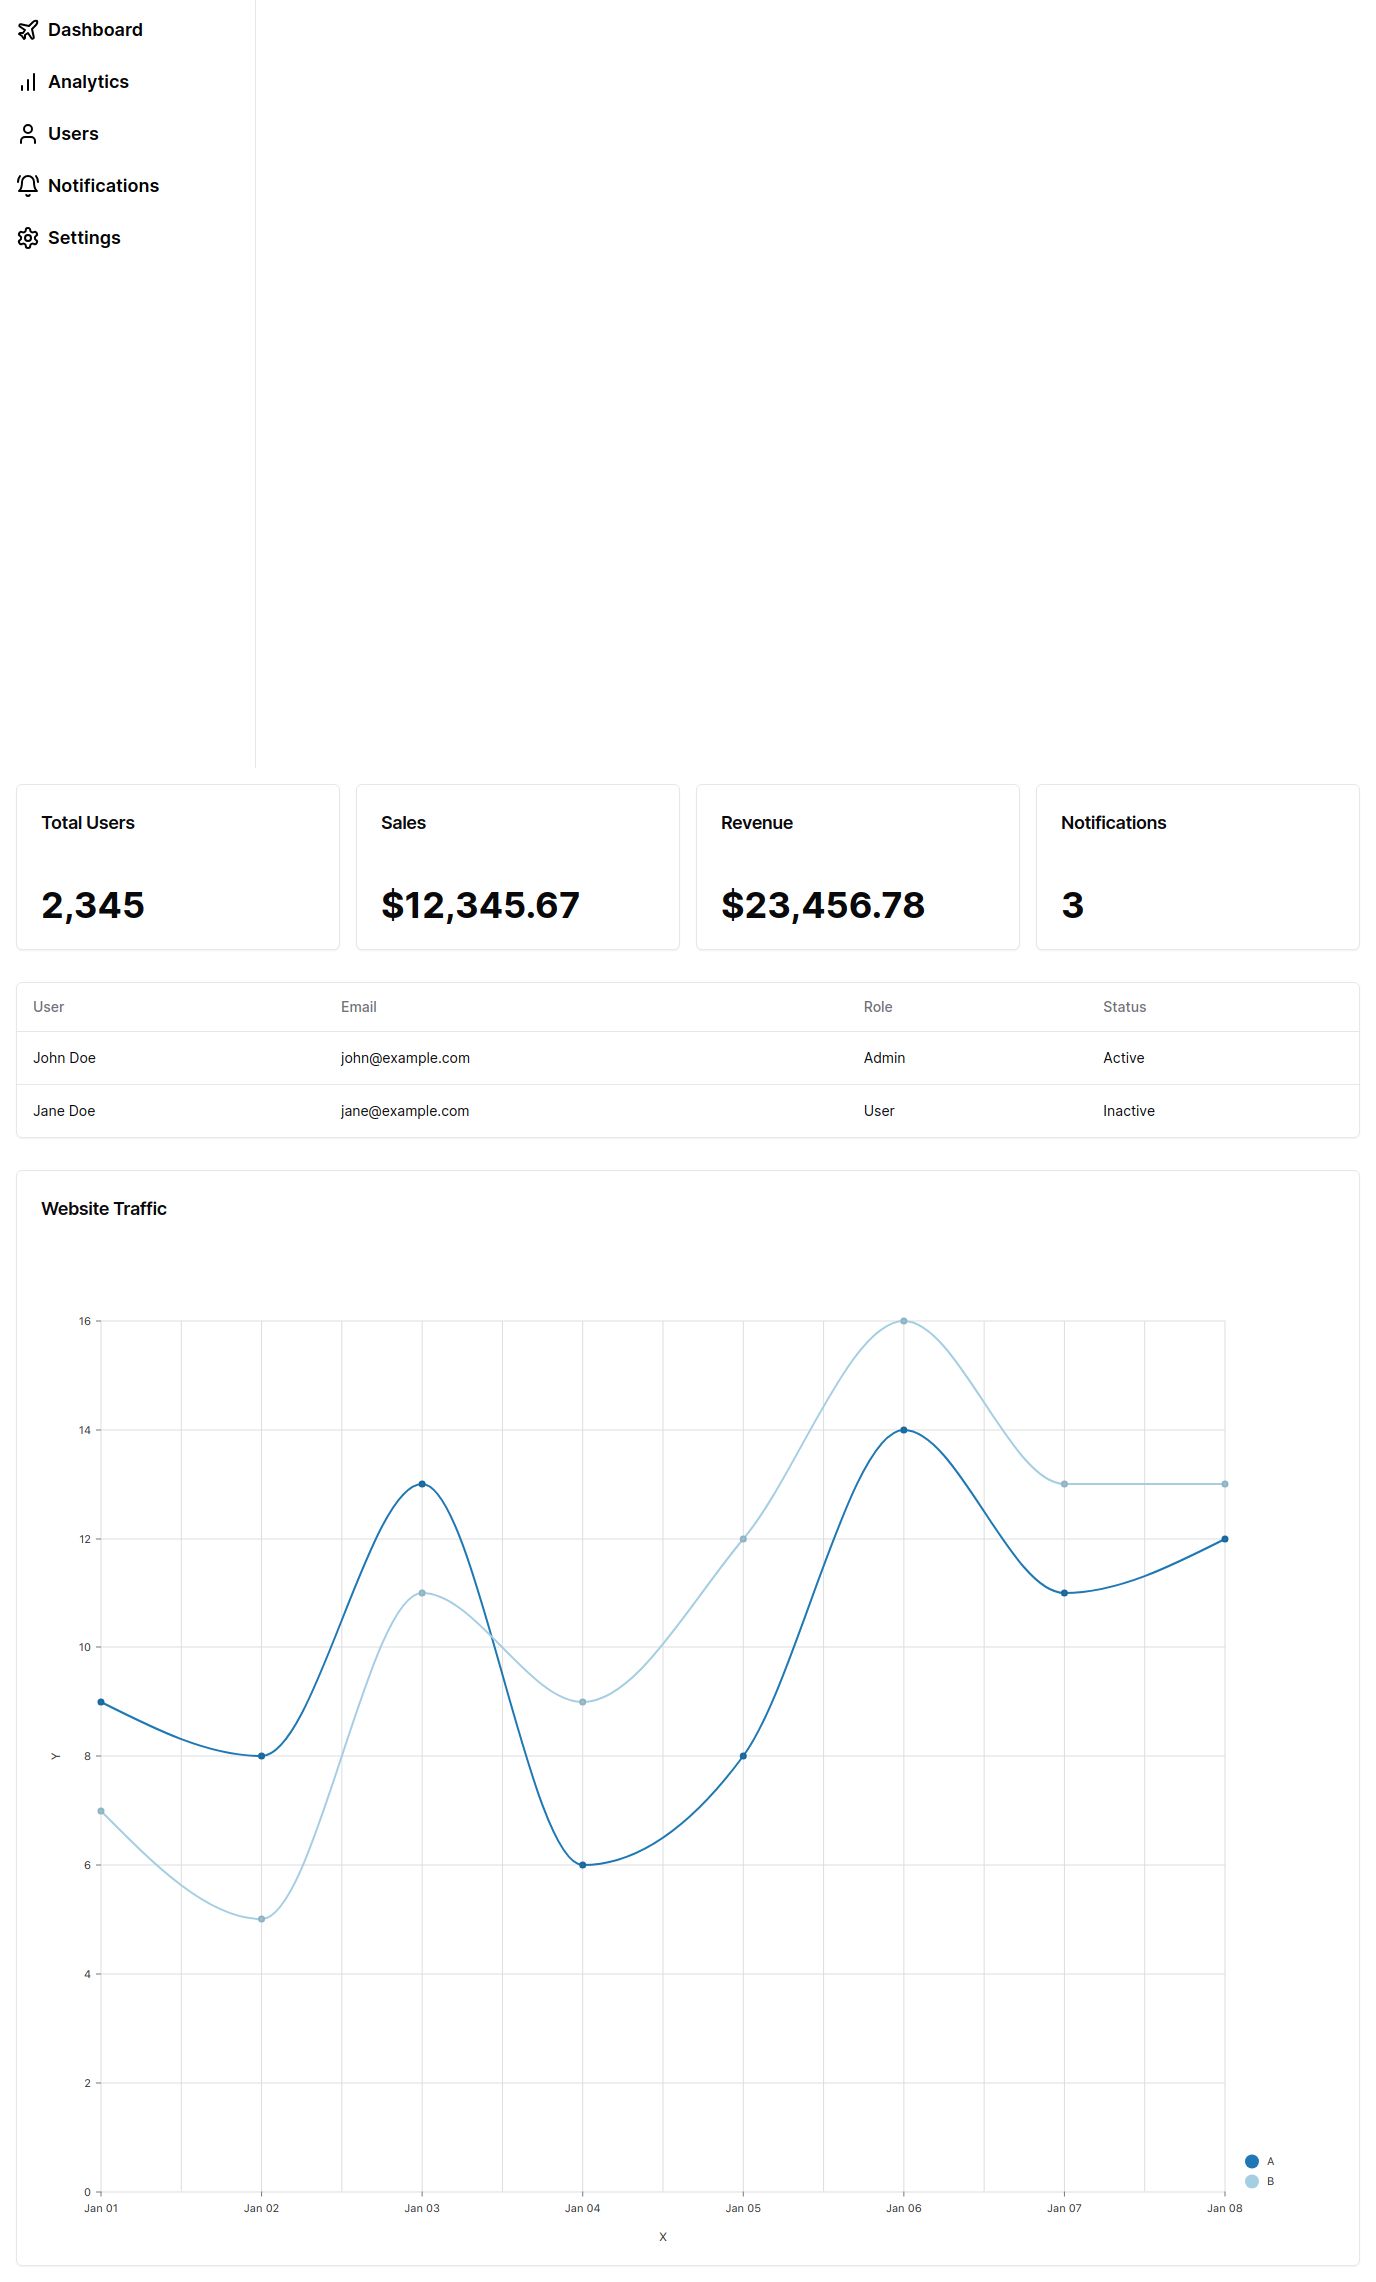 Dashboard
Analytics
Users
Notifications
Settings
Total Users
2,345
Sales
$12,345.67
Revenue
$23,456.78
Notifications
3
User Email Role Status
John Doe john@example.com Admin Active
Jane Doe jane@example.com User Inactive
Website Traffic
16
14
12
10
8
6
4
2
0
Y
Jan 01 Jan 02 Jan 03 Jan 04 Jan 05 Jan 06 Jan 07 Jan 08
X
A
B